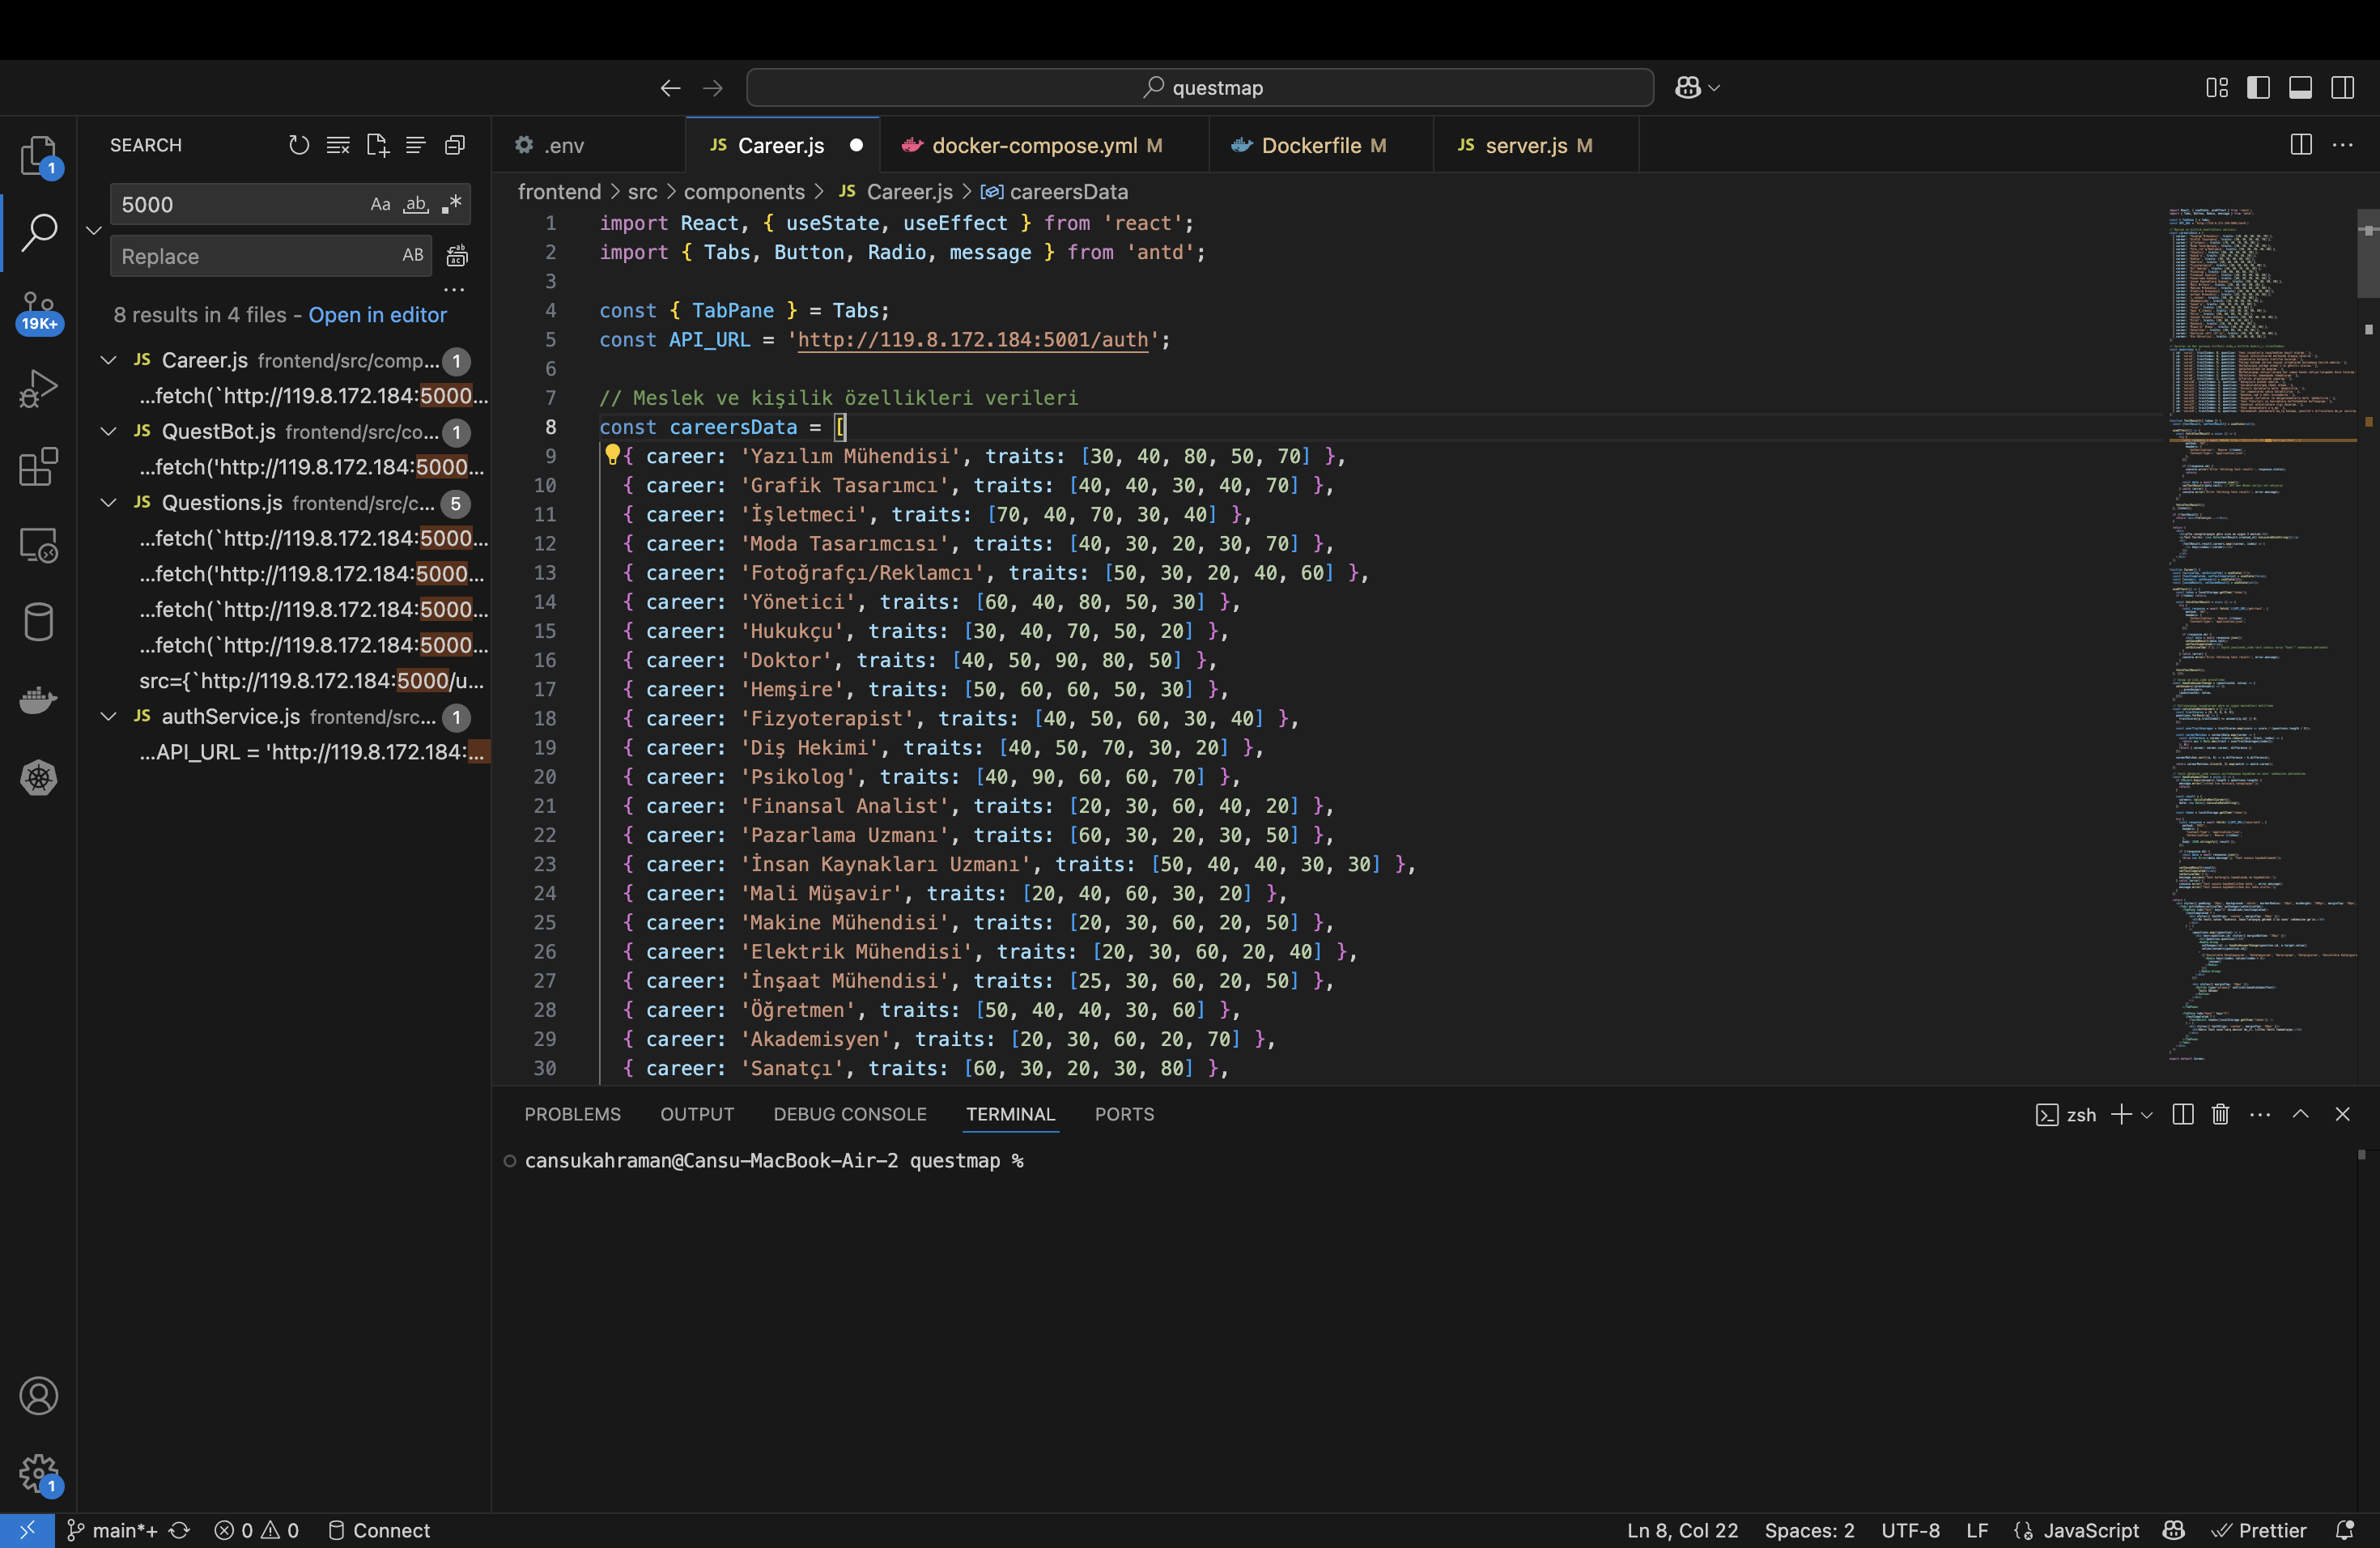 questmap
SEARCH
5000
Aa
ab
Replace
AB
8 results in 4 files - Open in editor
JS Career.js frontend/src/comp... 1
...fetch(`http://119.8.172.184:5000...
JS QuestBot.js frontend/src/co... 1
...fetch('http://119.8.172.184:5000...
JS Questions.js frontend/src/c... 5
...fetch(`http://119.8.172.184:5000...
...fetch('http://119.8.172.184:5000...
...fetch(`http://119.8.172.184:5000...
...fetch(`http://119.8.172.184:5000...
src={`http://119.8.172.184:5000/u...
JS authService.js frontend/src... 1
...API_URL = 'http://119.8.172.184:...
1
19K+
1
.env
JS Career.js
docker-compose.yml M
Dockerfile M
JS server.js M
frontend > src > components > JS Career.js > careersData
1 import React, { useState, useEffect } from 'react';
2 import { Tabs, Button, Radio, message } from 'antd';
3
4 const { TabPane } = Tabs;
5 const API_URL = 'http://119.8.172.184:5001/auth';
6
7 // Meslek ve kişilik özellikleri verileri
8 const careersData = [
9 { career: 'Yazılım Mühendisi', traits: [30, 40, 80, 50, 70] },
10 { career: 'Grafik Tasarımcı', traits: [40, 40, 30, 40, 70] },
11 { career: 'İşletmeci', traits: [70, 40, 70, 30, 40] },
12 { career: 'Moda Tasarımcısı', traits: [40, 30, 20, 30, 70] },
13 { career: 'Fotoğrafçı/Reklamcı', traits: [50, 30, 20, 40, 60] },
14 { career: 'Yönetici', traits: [60, 40, 80, 50, 30] },
15 { career: 'Hukukçu', traits: [30, 40, 70, 50, 20] },
16 { career: 'Doktor', traits: [40, 50, 90, 80, 50] },
17 { career: 'Hemşire', traits: [50, 60, 60, 50, 30] },
18 { career: 'Fizyoterapist', traits: [40, 50, 60, 30, 40] },
19 { career: 'Diş Hekimi', traits: [40, 50, 70, 30, 20] },
20 { career: 'Psikolog', traits: [40, 90, 60, 60, 70] },
21 { career: 'Finansal Analist', traits: [20, 30, 60, 40, 20] },
22 { career: 'Pazarlama Uzmanı', traits: [60, 30, 20, 30, 50] },
23 { career: 'İnsan Kaynakları Uzmanı', traits: [50, 40, 40, 30, 30] },
24 { career: 'Mali Müşavir', traits: [20, 40, 60, 30, 20] },
25 { career: 'Makine Mühendisi', traits: [20, 30, 60, 20, 50] },
26 { career: 'Elektrik Mühendisi', traits: [20, 30, 60, 20, 40] },
27 { career: 'İnşaat Mühendisi', traits: [25, 30, 60, 20, 50] },
28 { career: 'Öğretmen', traits: [50, 40, 40, 30, 60] },
29 { career: 'Akademisyen', traits: [20, 30, 60, 20, 70] },
30 { career: 'Sanatçı', traits: [60, 30, 20, 30, 80] },
PROBLEMS OUTPUT DEBUG CONSOLE TERMINAL PORTS
zsh
cansukahraman@Cansu-MacBook-Air-2 questmap %
main*+ 0 0 Connect
Ln 8, Col 22 Spaces: 2 UTF-8 LF JavaScript Prettier